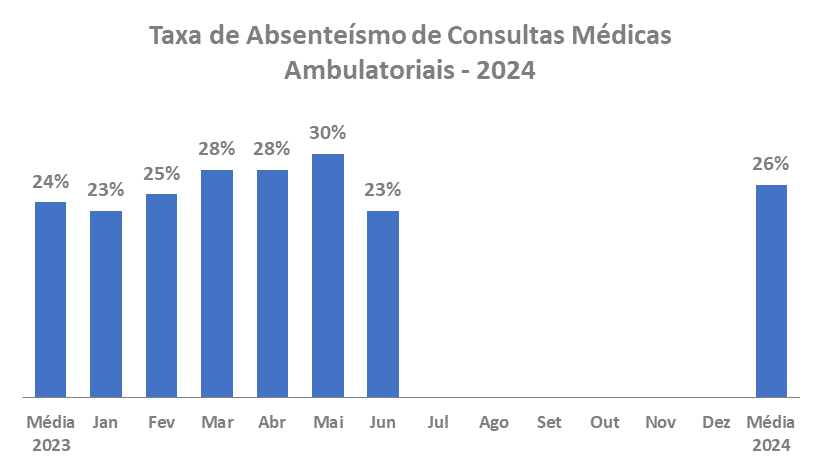 Taxa de Absenteísmo de Consultas Médicas
Ambulatoriais - 2024
24%
23%
25%
28%
28%
30%
23%
26%
Média 2023
Jan
Fev
Mar
Abr
Mai
Jun
Jul
Ago
Set
Out
Nov
Dez
Média 2024